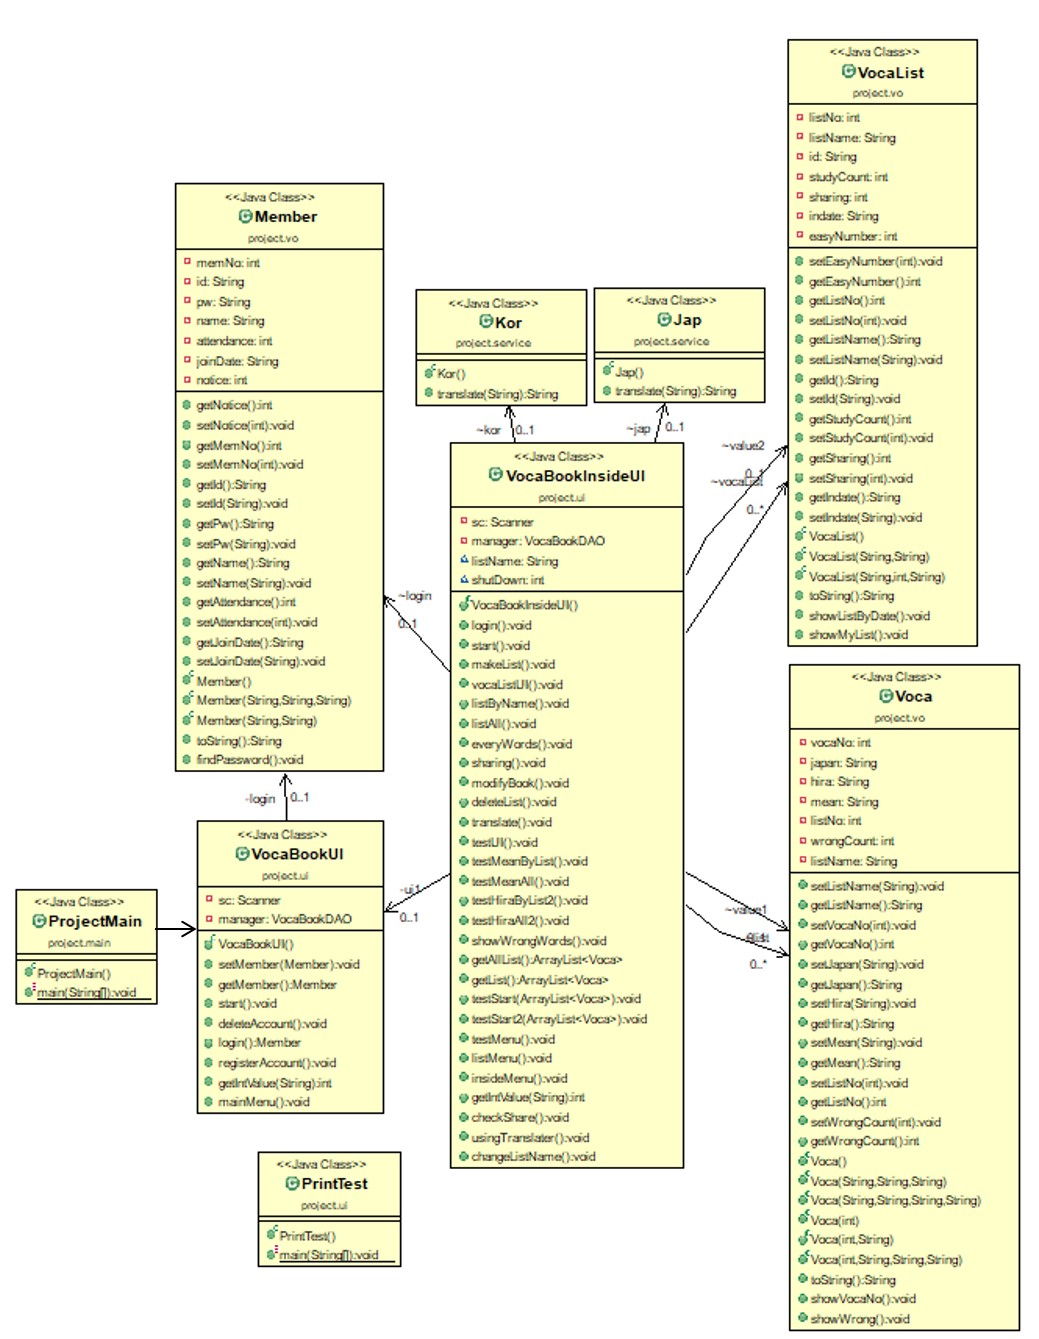 <<Java Class>>
VocaList
project.vo
listNo: int
listName: String
id: String
studyCount: int
sharing: int
indate: String
easyNumber: int
setEasyNumber(int):void
getEasyNumber():int
getListNo():int
setListNo(int):void
getListName():String
setListName(String):void
getId():String
setId(String):void
getStudyCount():int
setStudyCount(int):void
getSharing():int
setSharing(int):void
getIndate():String
setIndate(String):void
VocaList()
VocaList(String,String)
VocaList(String,int,String)
toString():String
showListByDate():void
showMyList():void
<<Java Class>>
Member
project.vo
memNo: int
id: String
pw: String
name: String
attendance: int
joinDate: String
notice: int
getNotice():int
setNotice(int):void
getMemNo():int
setMemNo(int):void
getId():String
setId(String):void
getPw():String
setPw(String):void
getName():String
setName(String):void
getAttendance():int
setAttendance(int):void
getJoinDate():String
setJoinDate(String):void
Member()
Member(String,String,String)
Member(String,String)
toString():String
findPassword():void
<<Java Class>>
Kor
project.service
Kor()
translate(String):String
<<Java Class>>
Jap
project.service
Jap()
translate(String):String
~kor 0..1
~jap 0..1
~value2
0..1
~vocaList
0..*
~login
0..1
<<Java Class>>
VocaBookInsideUI
project.ui
sc: Scanner
manager: VocaBookDAO
listName: String
shutDown: int
VocaBookInsideUI()
login():void
start():void
makeList():void
vocaListUI():void
listByName():void
listAll():void
everyWords():void
sharing():void
modifyBook():void
deleteList():void
translate():void
testUI():void
testMeanByList():void
testMeanAll():void
testHiraByList2():void
testHiraAll2():void
showWrongWords():void
getAllList():ArrayList<Voca>
getList():ArrayList<Voca>
testStart(ArrayList<Voca>):void
testStart2(ArrayList<Voca>):void
testMenu():void
listMenu():void
insideMenu():void
getIntValue(String):int
checkShare():void
usingTranslater():void
changeListName():void
-login 0..1
<<Java Class>>
VocaBookUI
project.ui
sc: Scanner
manager: VocaBookDAO
VocaBookUI()
setMember(Member):void
getMember():Member
start():void
deleteAccount():void
login():Member
registerAccount():void
getIntValue(String):int
mainMenu():void
-ui1
0..1
<<Java Class>>
ProjectMain
project.main
ProjectMain()
main(String[]):void
<<Java Class>>
PrintTest
project.ui
PrintTest()
main(String[]):void
~value1
0..*
<<Java Class>>
Voca
project.vo
vocaNo: int
japan: String
hira: String
mean: String
listNo: int
wrongCount: int
listName: String
setListName(String):void
getListName():String
setVocaNo(int):void
getVocaNo():int
setJapan(String):void
getJapan():String
setHira(String):void
getHira():String
setMean(String):void
getMean():String
setListNo(int):void
getListNo():int
setWrongCount(int):void
getWrongCount():int
Voca()
Voca(String,String,String)
Voca(String,String,String,String)
Voca(int)
Voca(int,String)
Voca(int,String,String,String)
toString():String
showVocaNo():void
showWrong():void